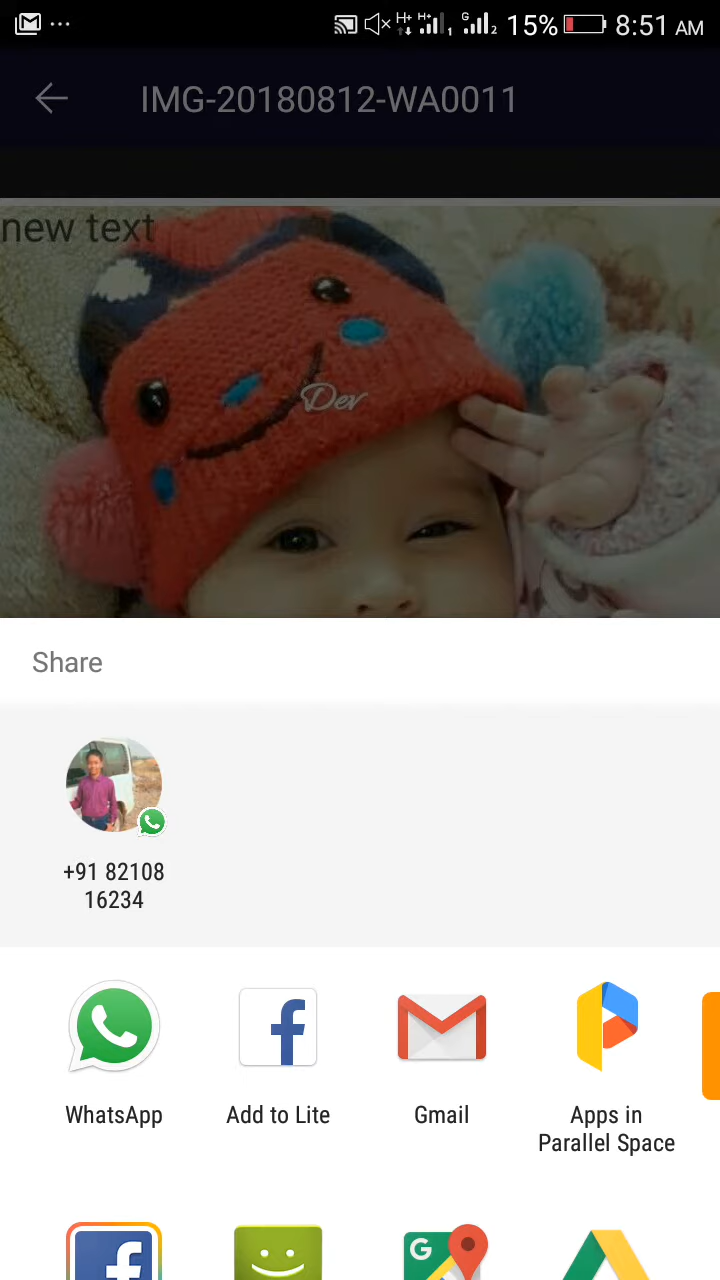 15% 8:51 AM
IMG-20180812-WA0011
new text
Dev
Share
+91 82108
16234
WhatsApp
Add to Lite
Gmail
Apps in
Parallel Space